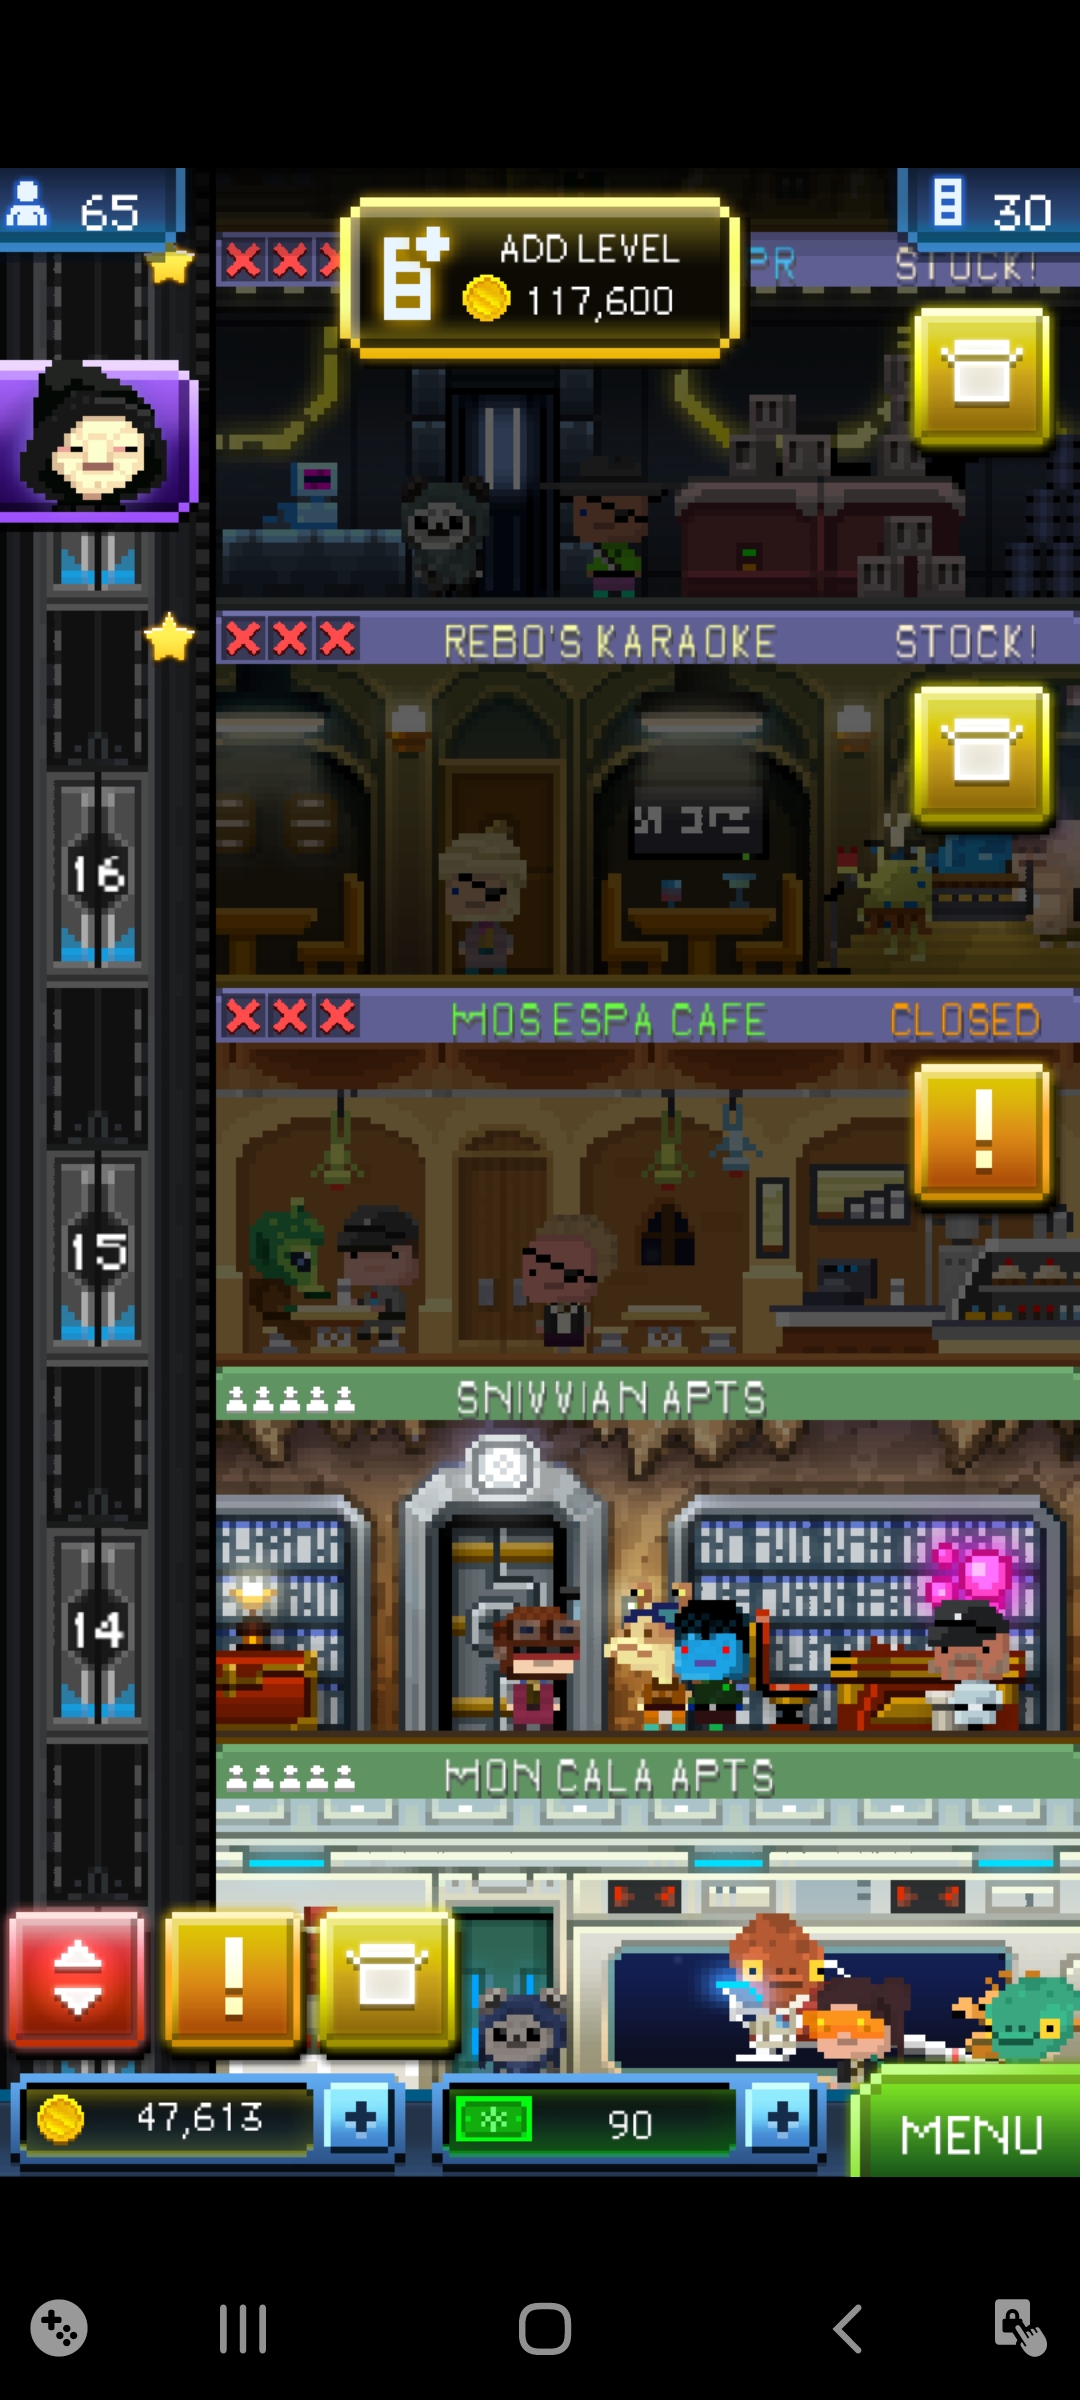 65
ADD LEVEL
117,600
30
PR
STOCK!
REBO'S KARAOKE
STOCK!
16
MOS ESPA CAFE
CLOSED
15
SNIVVIAN APTS
14
MON CALA APTS
47,613
90
MENU